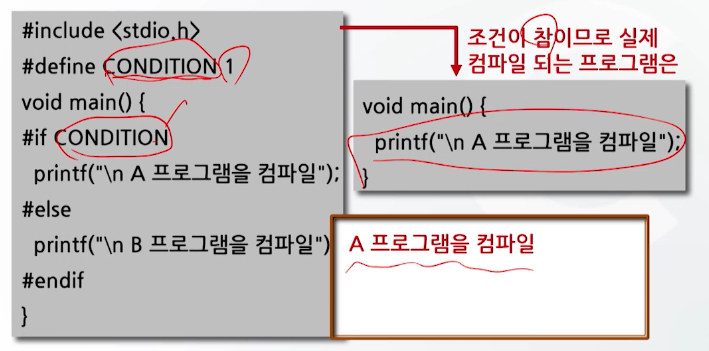 #include <stdio.h>
#define CONDITION 1
void main() {
#if CONDITION
printf("\n A 프로그램을 컴파일");
#else
printf("\n B 프로그램을 컴파일")
#endif
}
조건이 참이므로 실제
컴파일 되는 프로그램은
void main() {
printf("\n A 프로그램을 컴파일");
}
A 프로그램을 컴파일